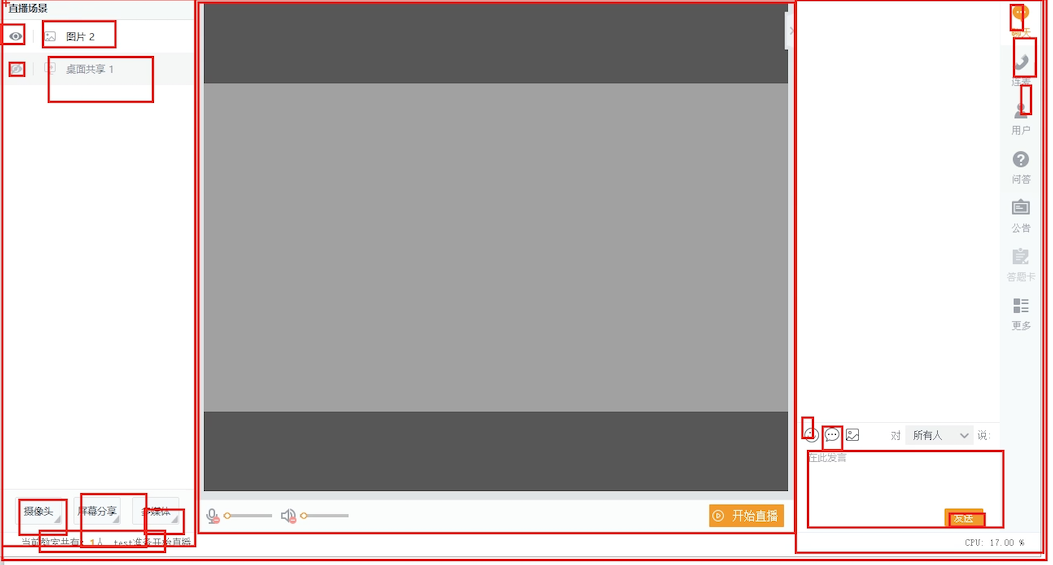 直播场景
图片 2
桌面共享 1
聊天
连麦
用户
问答
公告
答题卡
更多
对 所有人 说:
在此发言
发送
摄像头 屏幕分享 多媒体
开始直播
当前教室共有: 1人 test准备开始直播
CPU: 17.00 %